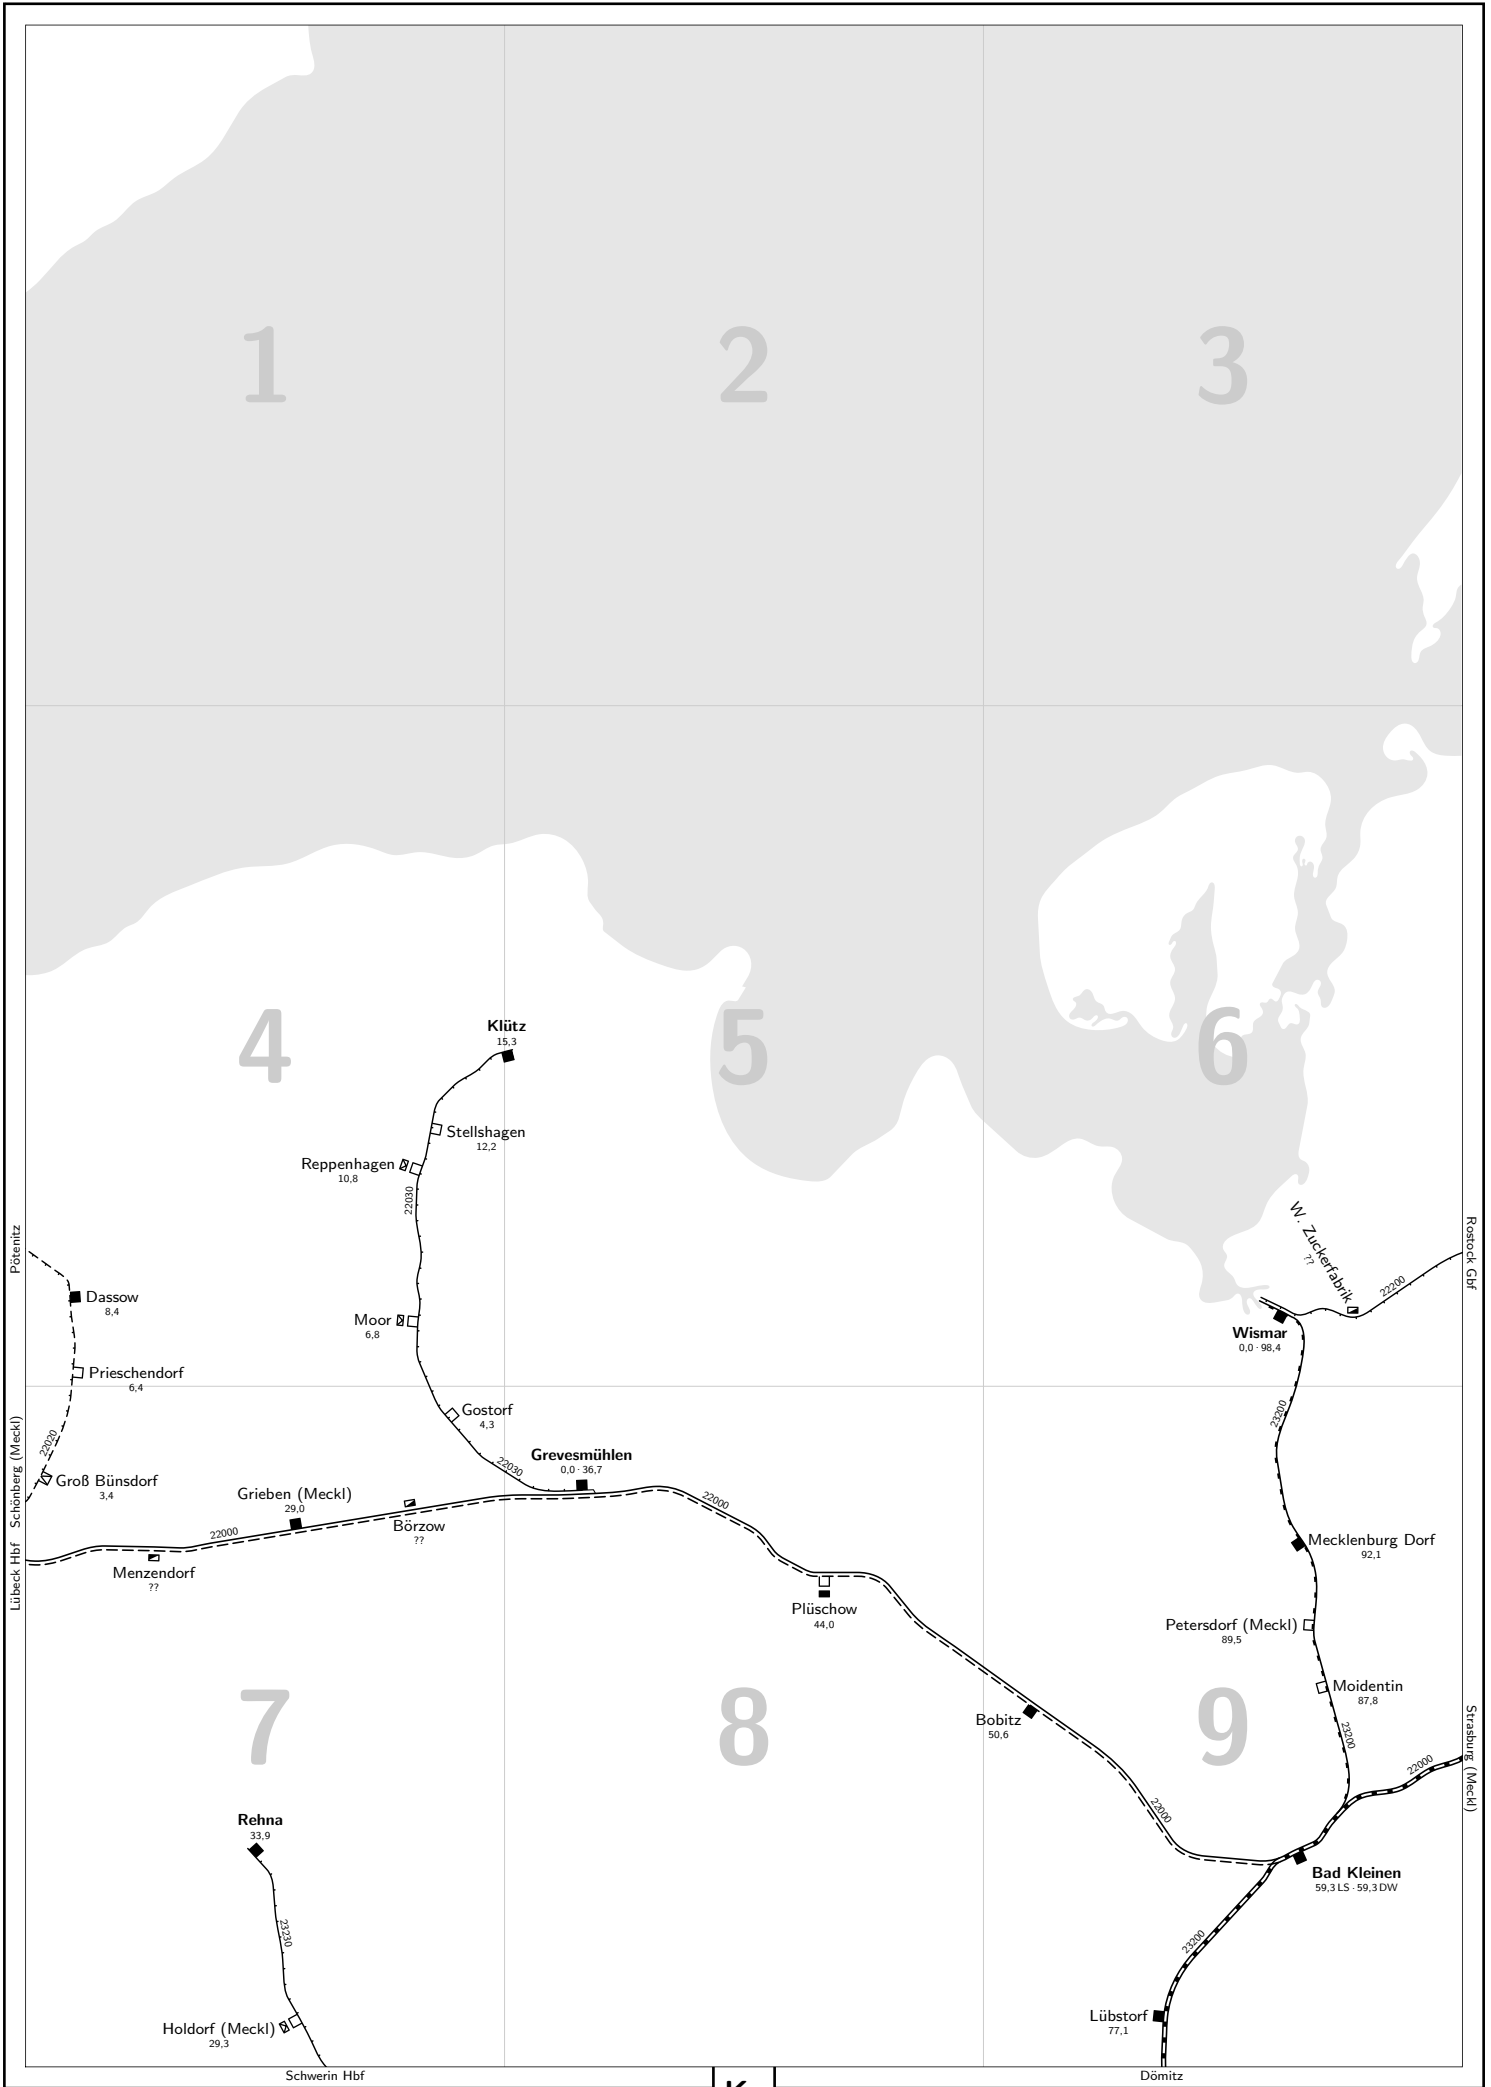 1
2
3
4
5
6
Klütz
15,3
Stellshagen
12,2
Reppenhagen
10,8
22030
W. Zuckerfabrik
??
Pötenitz
Rostock Gbf
22200
Dassow
8,4
Moor
6,8
Wismar
0,0 · 98,4
Prieschendorf
6,4
23200
Gostorf
4,3
22020
Schönberg (Meckl)
Grevesmühlen
0,0 · 36,7
22030
Groß Bünsdorf
3,4
Grieben (Meckl)
29,0
22000
Börzow
??
22000
Lübeck Hbf
Menzendorf
??
Mecklenburg Dorf
92,1
Plüschow
44,0
Petersdorf (Meckl)
89,5
Moidentin
87,8
7
8
9
Bobitz
50,6
23200
Strasburg (Meckl)
22000
22000
Rehna
33,9
Bad Kleinen
59,3 LS · 59,3 DW
23230
23200
Lübstorf
77,1
Holdorf (Meckl)
29,3
Schwerin Hbf
Dömitz
K